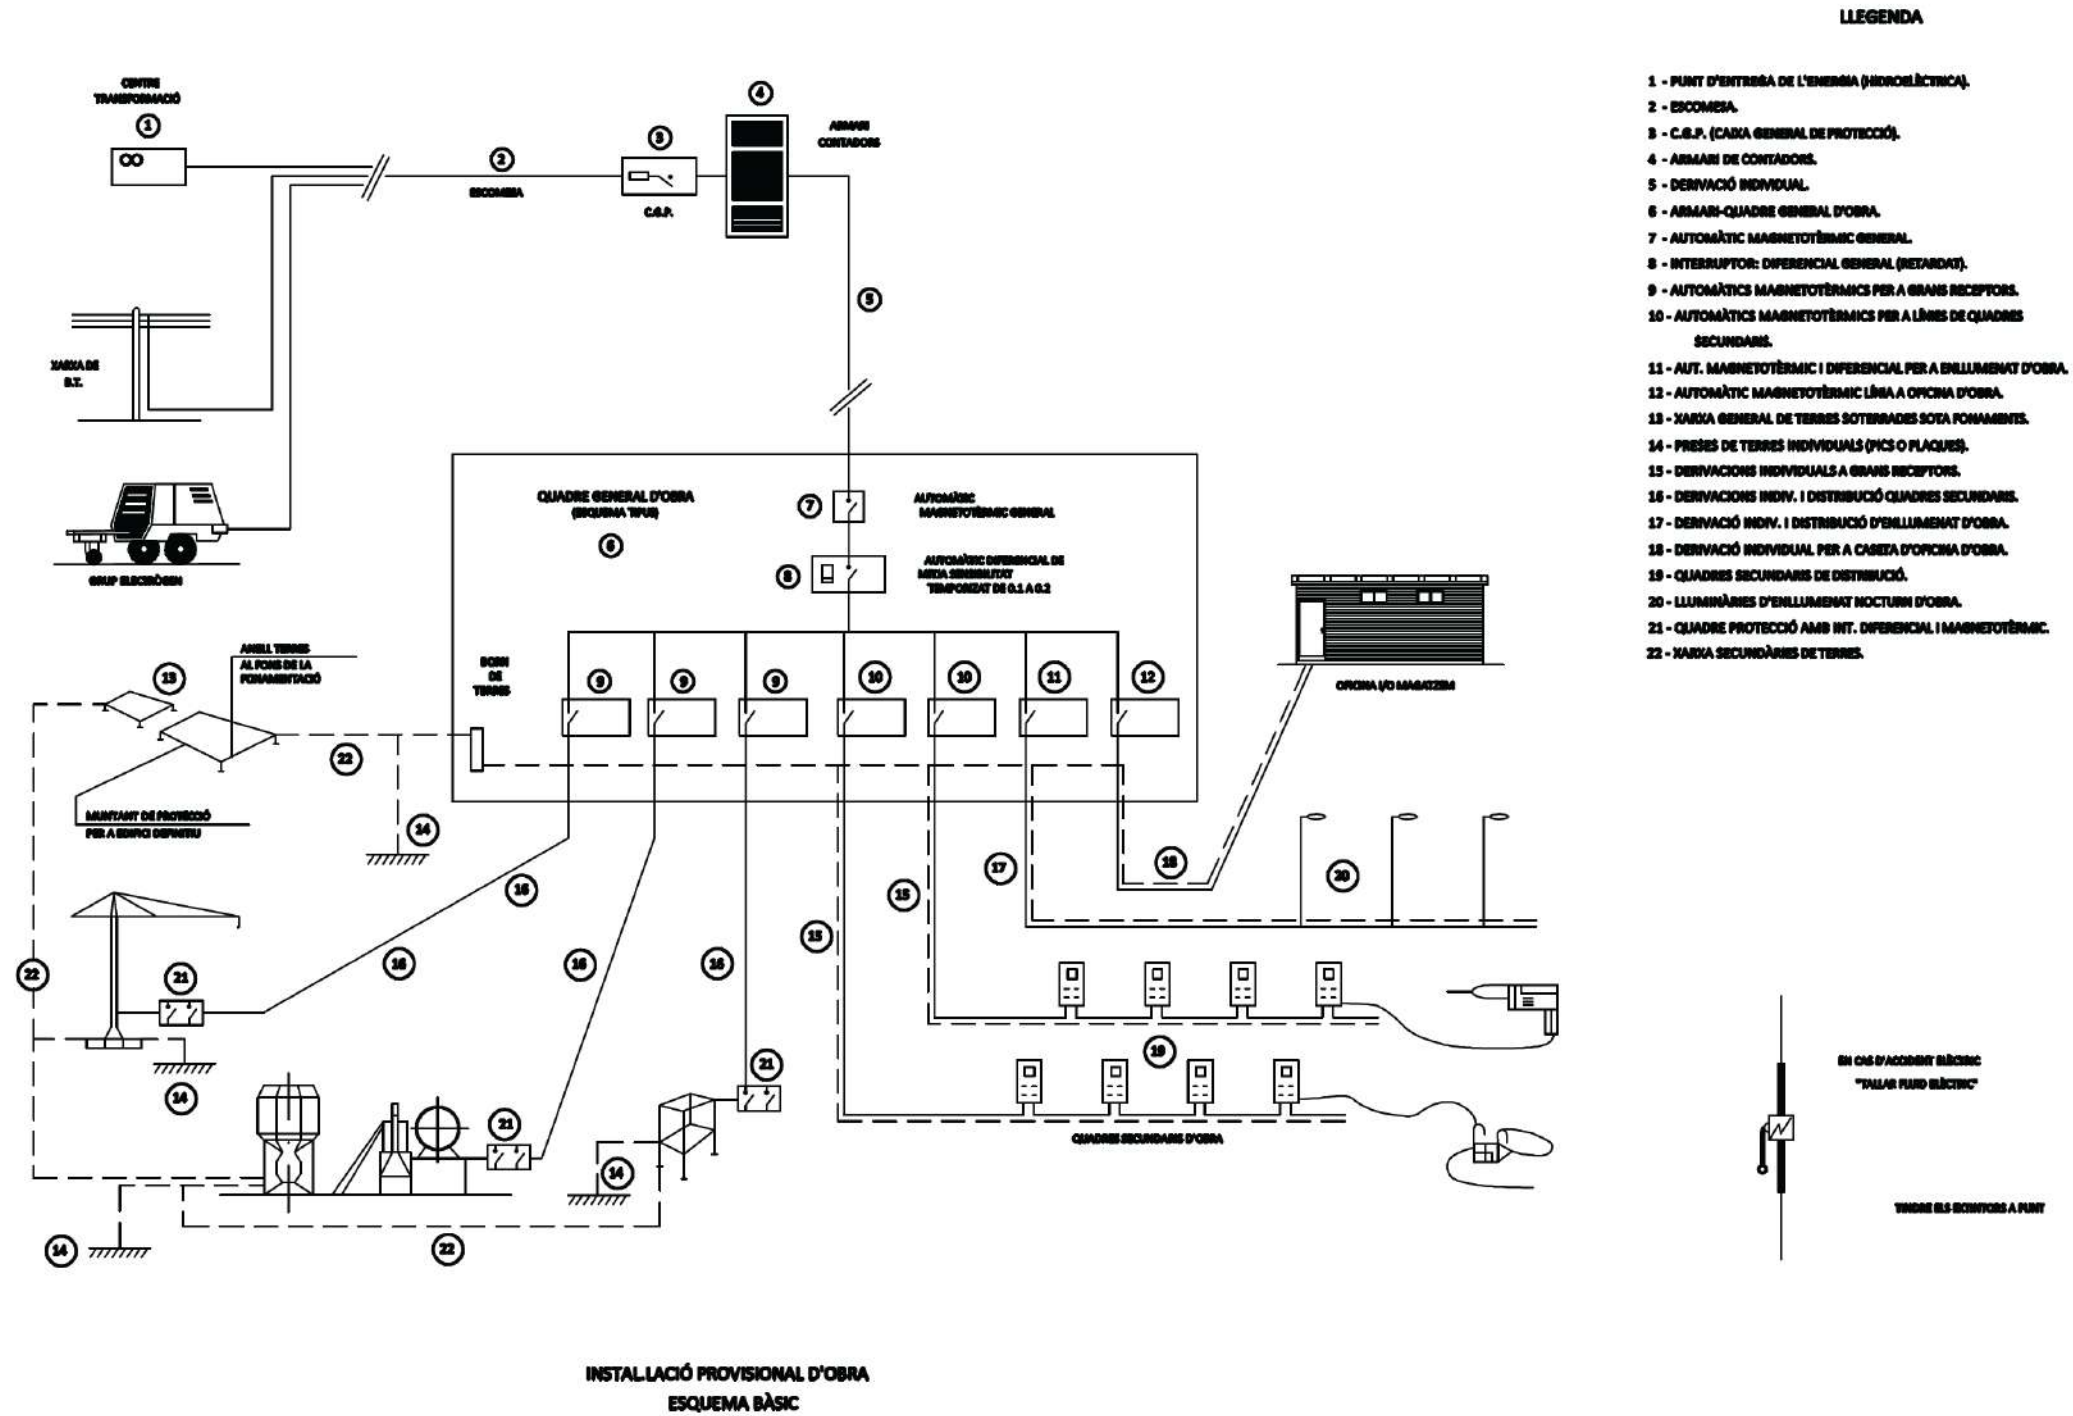 LLEGENDA
1 - PUNT D'ENTREGA DE L'ENERGIA (HIDROELÈCTRICA).
2 - ESCOMESA.
3 - C.G.P. (CAIXA GENERAL DE PROTECCIÓ).
4 - ARMARI DE CONTADORS.
5 - DERIVACIÓ INDIVIDUAL.
6 - ARMARI-QUADRE GENERAL D'OBRA.
7 - AUTOMÀTIC MAGNETOTÈRMIC GENERAL.
8 - INTERRUPTOR: DIFERENCIAL GENERAL (RETARDAT).
9 - AUTOMÀTICS MAGNETOTÈRMICS PER A GRANS RECEPTORS.
10 - AUTOMÀTICS MAGNETOTÈRMICS PER A LÍNIES DE QUADRES
SECUNDARIS.
11 - AUT. MAGNETOTÈRMIC I DIFERENCIAL PER A ENLLUMENAT D'OBRA.
12 - AUTOMÀTIC MAGNETOTÈRMIC LÍNIA A OFICINA D'OBRA.
13 - XARXA GENERAL DE TERRES SOTERRADES SOTA FONAMENTS.
14 - PRESES DE TERRES INDIVIDUALS (PICS O PLAQUES).
15 - DERIVACIONS INDIVIDUALS A GRANS RECEPTORS.
16 - DERIVACIONS INDIV. I DISTRIBUCIÓ QUADRES SECUNDARIS.
17 - DERIVACIÓ INDIV. I DISTRIBUCIÓ D'ENLLUMENAT D'OBRA.
18 - DERIVACIÓ INDIVIDUAL PER A CASETA D'OFICINA D'OBRA.
19 - QUADRES SECUNDARIS DE DISTRIBUCIÓ.
20 - LLUMINÀRIES D'ENLLUMENAT NOCTURN D'OBRA.
21 - QUADRE PROTECCIÓ AMB INT. DIFERENCIAL I MAGNETOTÈRMIC.
22 - XARXA SECUNDÀRIES DE TERRES.
CENTRE
TRANSFORMACIÓ
1
2
ESCOMESA
3
C.G.P.
4
ARMARI
CONTADORS
5
XARXA DE
B.T.
GRUP ELECTRÒGEN
QUADRE GENERAL D'OBRA
(ESQUEMA TIPUS)
6
7
AUTOMÀTIC
MAGNETOTÈRMIC GENERAL
8
AUTOMÀTIC DIFERENCIAL DE
MITJA SENSIBILITAT
TEMPORITZAT DE 0.1 A 0.2
BORN
DE
TERRES
9
9
9
10
10
11
12
OFICINA I/O MAGATZEM
ANELL TERRES
AL FONS DE LA
FONAMENTACIÓ
13
22
14
MUNTANT DE PROTECCIÓ
PER A EDIFICI DEFINITIU
16
16
16
16
15
15
17
18
20
22
21
14
21
21
14
14
22
19
QUADRES SECUNDARIS D'OBRA
EN CAS D'ACCIDENT ELÈCTRIC
"TALLAR FLUID ELÈCTRIC"
TINDRE ELS EXTINTORS A PUNT
INSTAL.LACIÓ PROVISIONAL D'OBRA
ESQUEMA BÀSIC